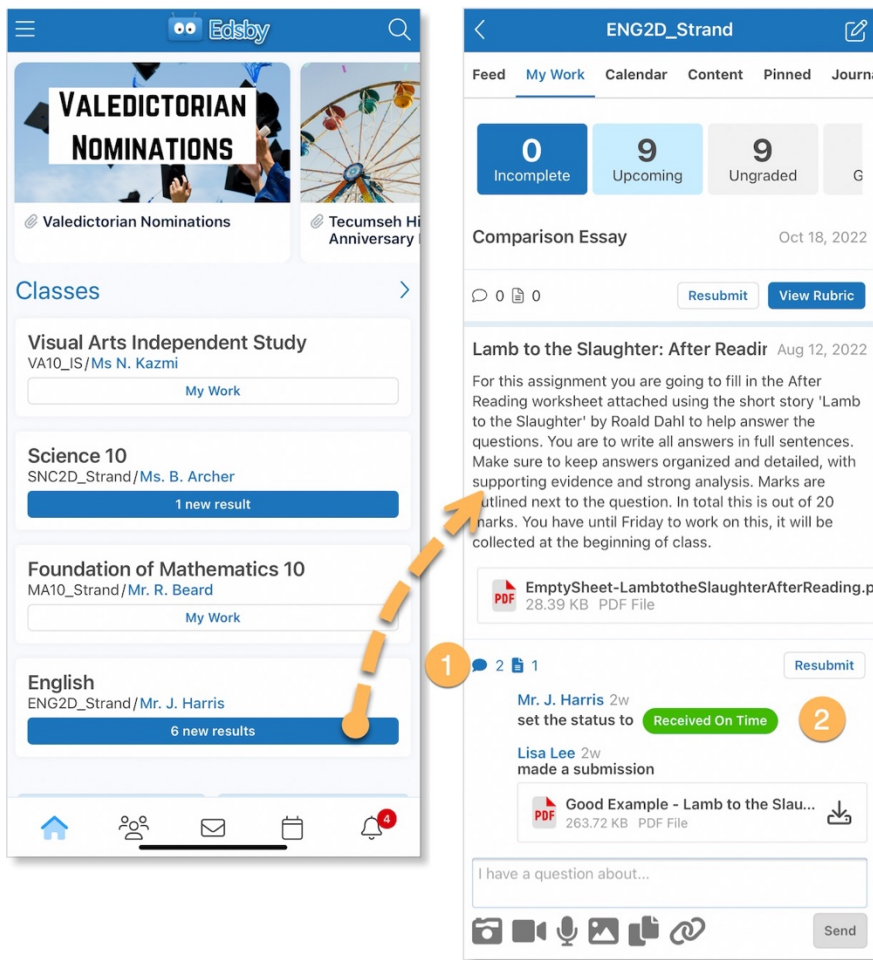 Edsby
VALEDICTORIAN
NOMINATIONS
Valedictorian Nominations
Tecumseh Hi
Anniversary
Classes
Visual Arts Independent Study
VA10_IS/Ms N. Kazmi
My Work
Science 10
SNC2D_Strand/Ms. B. Archer
1 new result
Foundation of Mathematics 10
MA10_Strand/Mr. R. Beard
My Work
English
ENG2D_Strand/Mr. J. Harris
6 new results
4
ENG2D_Strand
Feed My Work Calendar Content Pinned Journa
0 9 9
Incomplete Upcoming Ungraded G
Comparison Essay Oct 18, 2022
0 0 Resubmit View Rubric
Lamb to the Slaughter: After Readin Aug 12, 2022
For this assignment you are going to fill in the After
Reading worksheet attached using the short story 'Lamb
to the Slaughter' by Roald Dahl to help answer the
questions. You are to write all answers in full sentences.
Make sure to keep answers organized and detailed, with
supporting evidence and strong analysis. Marks are
outlined next to the question. In total this is out of 20
marks. You have until Friday to work on this, it will be
collected at the beginning of class.
PDF EmptySheet-LambtotheSlaughterAfterReading.p
28.39 KB PDF File
1 2 1 Resubmit
Mr. J. Harris 2w
set the status to Received On Time 2
Lisa Lee 2w
made a submission
PDF Good Example - Lamb to the Slau...
263.72 KB PDF File
I have a question about...
Send